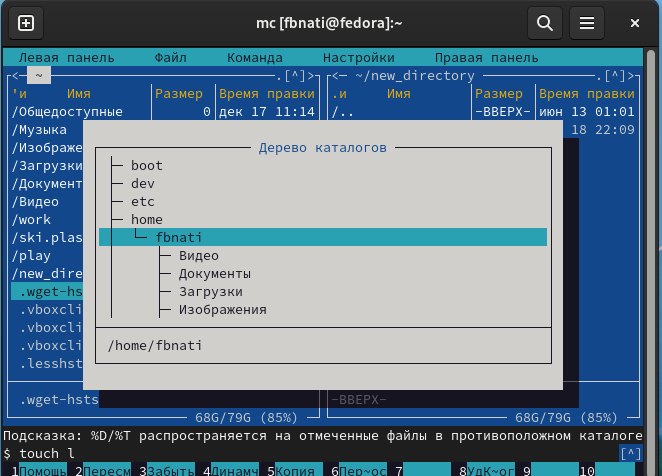 mc [fbnati@fedora]:~
Левая панель Файл Команда Настройки Правая панель
<— ~ .[^]> <— ~/new_directory .[^]>
'и Имя Размер Время правки .и Имя Размер Время правки
/Общедоступные 0 дек 17 11:14 /.. -ВВЕРХ- июн 13 01:01
/Музыка 18 22:09
/Изображе
Дерево каталогов
/Загрузки
boot
/Документ
dev
/Видео
etc
/work
home
/ski.plas
fbnati
/play
Видео
/new_dire
Документы
.wget-hs
Загрузки
.vboxcli
Изображения
.vboxcli
.vboxcli
/home/fbnati
.lesshst
.wget-hsts -ВВЕРХ-
68G/79G (85%) 68G/79G (85%)
Подсказка: %D/%T распространяется на отмеченные файлы в противоположном каталоге
$ touch l [^]
1Помощь 2Пересм 3Забыть 4Динамч 5Копия 6Пер~ос 7 8УдК~ог 9 10